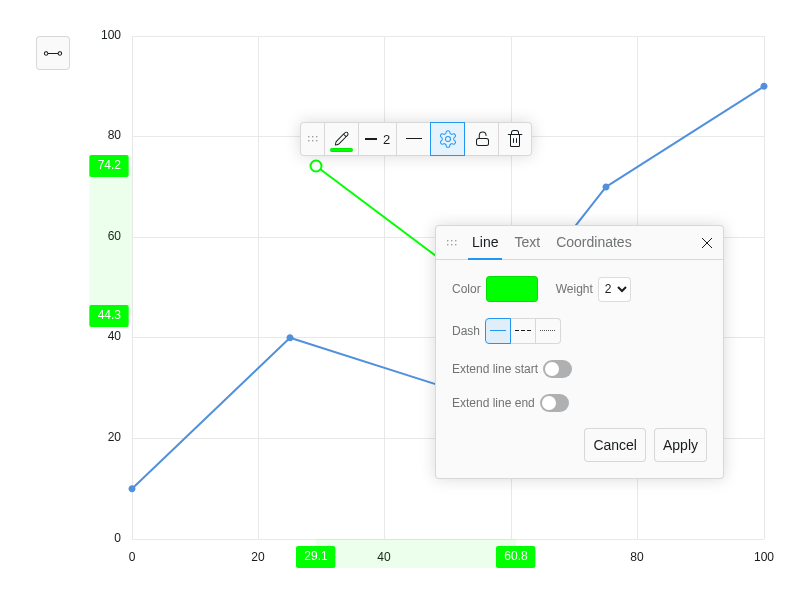 100
80
2
74.2
60
Line Text Coordinates
Color Weight 2
44.3
Dash
40
Extend line start
Extend line end
20
Cancel Apply
0
0 20 29.1 40 60.8 80 100